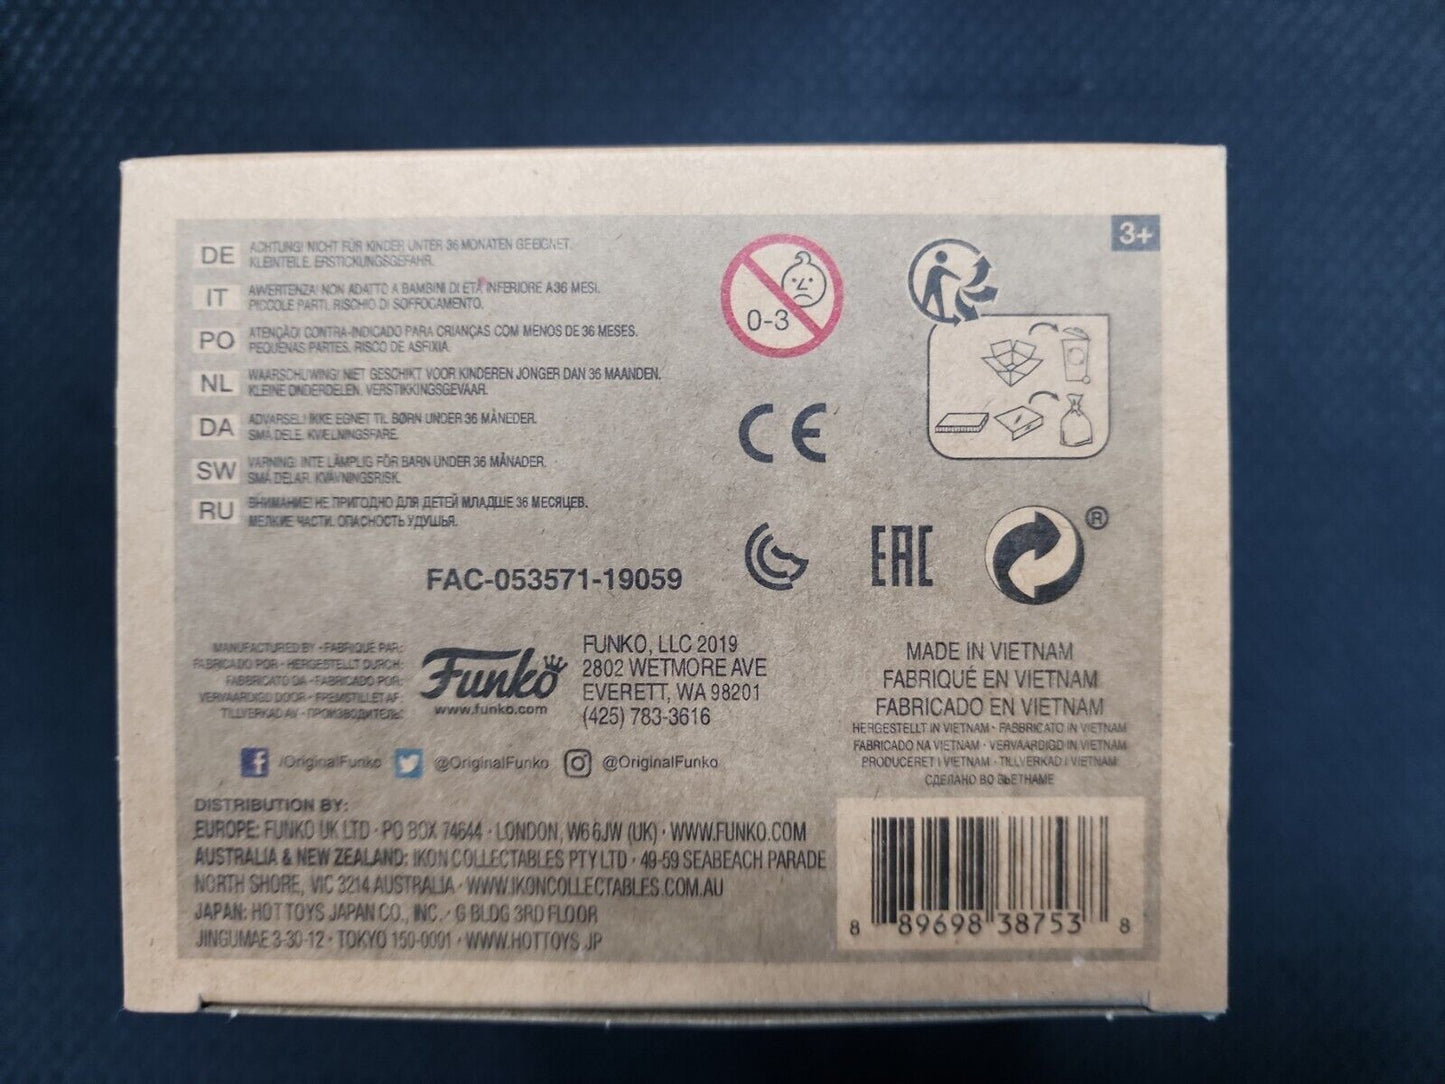 DE ACHTUNG! NICHT FÜR KINDER UNTER 36 MONATEN GEEIGNET.
KLEINTEILE. ERSTICKUNGSGEFAHR.
IT AVVERTENZA! NON ADATTO A BAMBINI DI ETÀ INFERIORE A36 MESI.
PICCOLE PARTI. RISCHIO DI SOFFOCAMENTO.
PO ATENÇÃO! CONTRA-INDICADO PARA CRIANÇAS COM MENOS DE 36 MESES.
PEQUENAS PARTES. RISCO DE ASFIXIA.
NL WAARSCHUWING! NIET GESCHIKT VOOR KINDEREN JONGER DAN 36 MAANDEN.
KLEINE ONDERDELEN. VERSTIKKINGSGEVAAR.
DA ADVARSEL! IKKE EGNET TIL BØRN UNDER 36 MÅNEDER.
SMÅ DELE. KVÆLNINGSFARE.
SW VARNING: INTE LÄMPLIG FÖR BARN UNDER 36 MÅNADER.
SMÅ DELAR. KVÄVNINGSRISK.
RU ВНИМАНИЕ! НЕ ПРИГОДНО ДЛЯ ДЕТЕЙ МЛАДШЕ 36 МЕСЯЦЕВ.
МЕЛКИЕ ЧАСТИ. ОПАСНОСТЬ УДУШЬЯ.
0-3
3+
CE
EAC
®
FAC-053571-19059
MANUFACTURED BY · FABRIQUÉ PAR:
FABRICADO POR · HERGESTELLT DURCH:
FABBRICATO DA · FABRICADO POR:
VERVAARDIGD DOOR · FREMSTILLET AF:
TILLVERKAD AV · ПРОИЗВОДИТЕЛЬ:
Funko
www.funko.com
FUNKO, LLC 2019
2802 WETMORE AVE
EVERETT, WA 98201
(425) 783-3616
MADE IN VIETNAM
FABRIQUÉ EN VIETNAM
FABRICADO EN VIETNAM
HERGESTELLT IN VIETNAM · FABBRICATO IN VIETNAM
FABRICADO NA VIETNAM · VERVAARDIGD IN VIETNAM
PRODUCERET I VIETNAM · TILLVERKAD I VIETNAM
СДЕЛАНО ВО ВЬЕТНАМЕ
/OriginalFunko @OriginalFunko @OriginalFunko
DISTRIBUTION BY:
EUROPE: FUNKO UK LTD · PO BOX 74644 · LONDON, W6 6JW (UK) · WWW.FUNKO.COM
AUSTRALIA & NEW ZEALAND: IKON COLLECTABLES PTY LTD · 49-59 SEABEACH PARADE
NORTH SHORE, VIC 3214 AUSTRALIA · WWW.IKONCOLLECTABLES.COM.AU
JAPAN: HOT TOYS JAPAN CO., INC. · G BLDG 3RD FLOOR
JINGUMAE 3-30-12 · TOKYO 150-0001 · WWW.HOTTOYS.JP
8 89698 38753 8